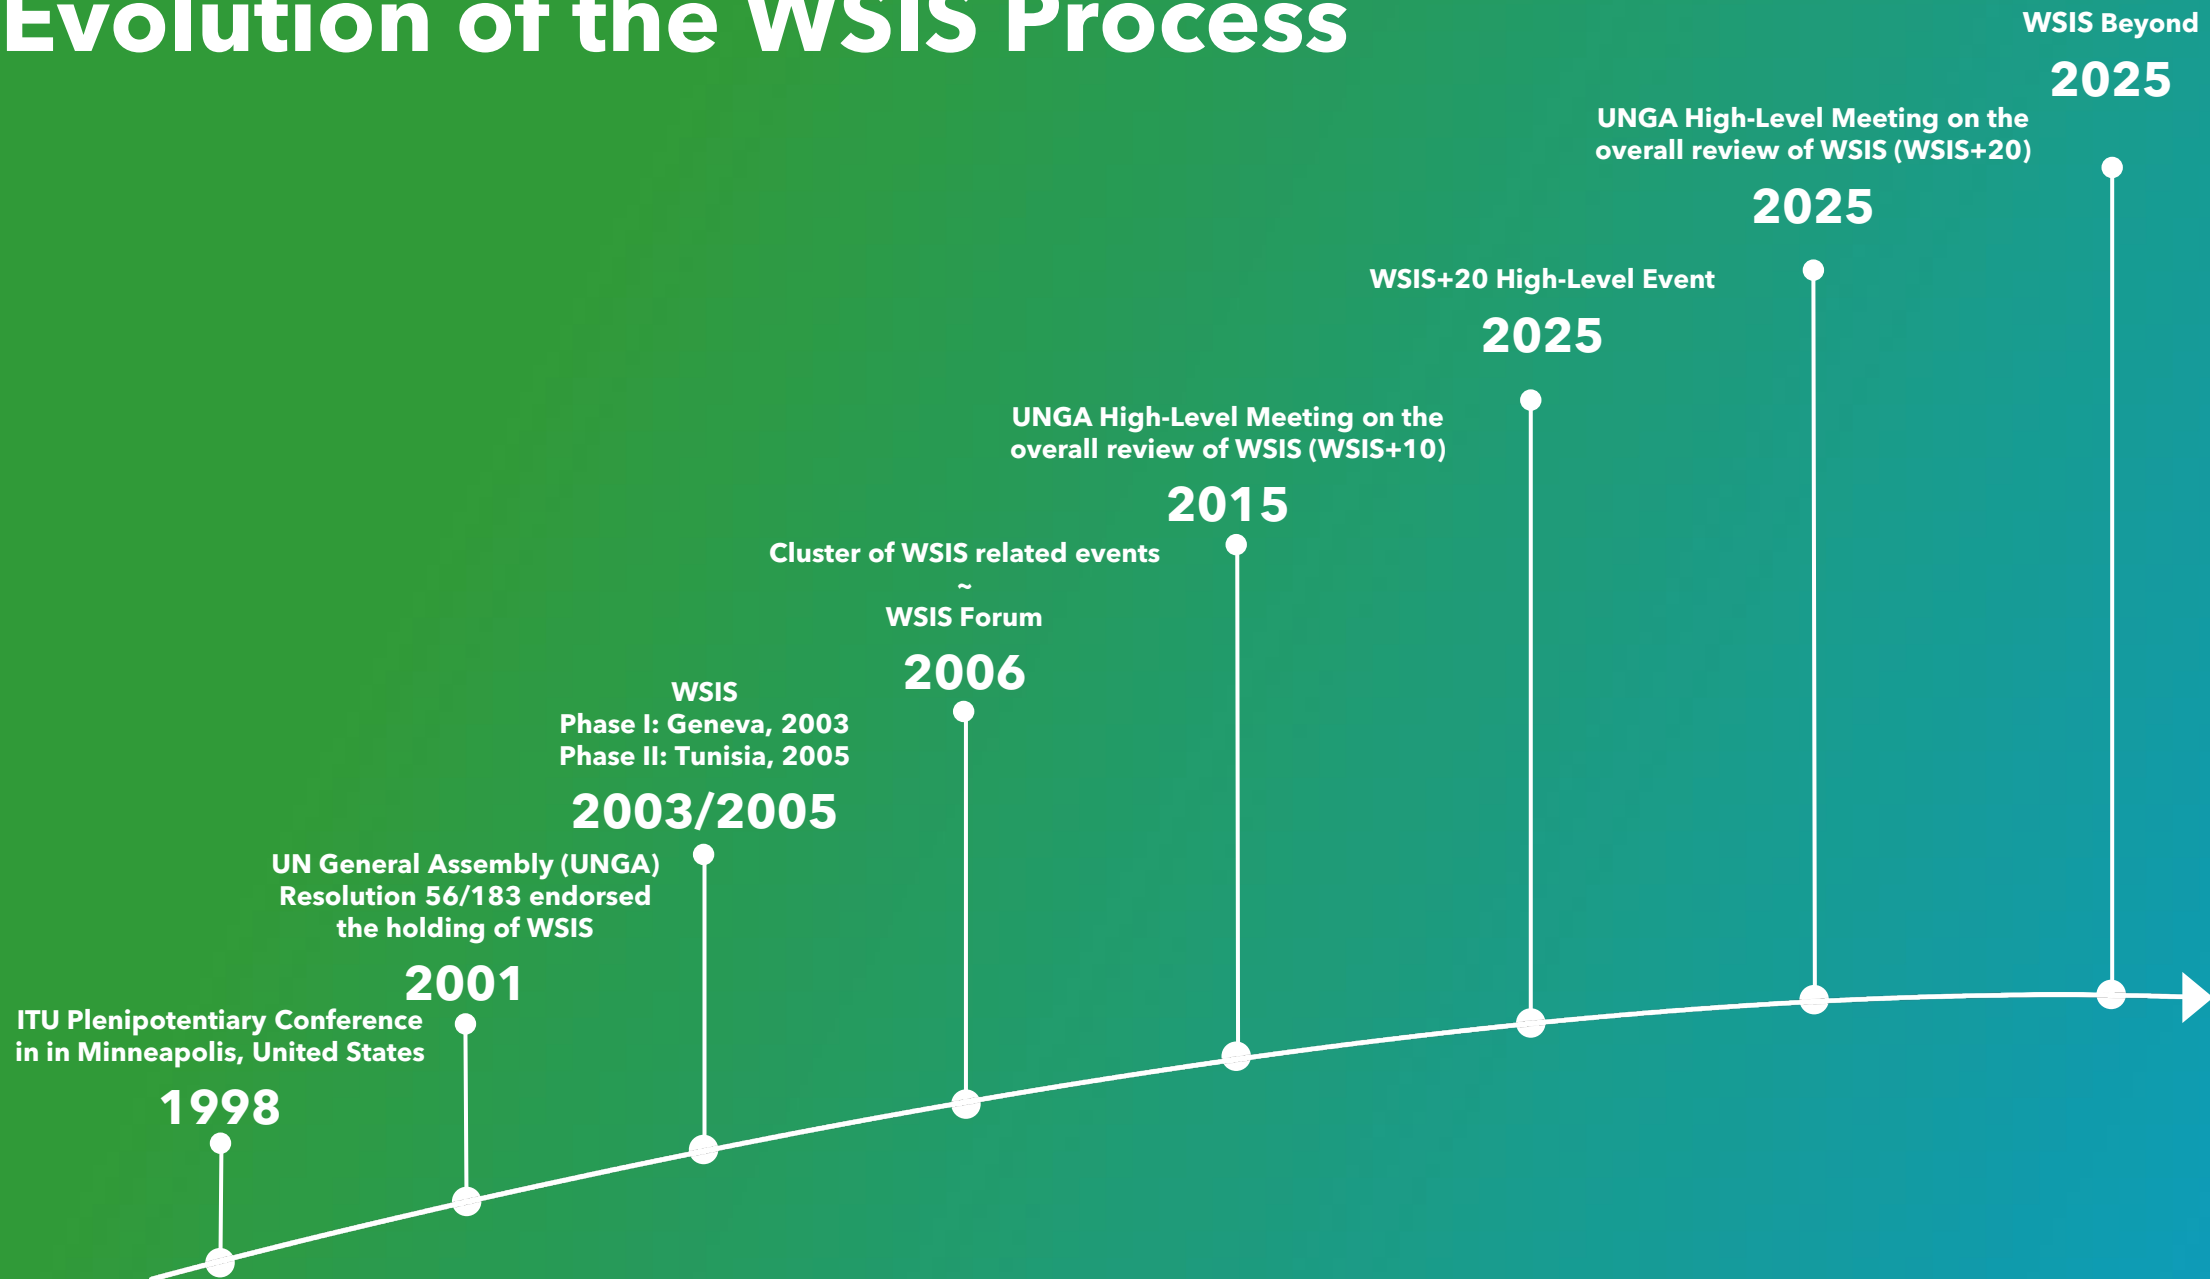 Evolution of the WSIS Process
ITU Plenipotentiary Conference
in in Minneapolis, United States
1998
UN General Assembly (UNGA)
Resolution 56/183 endorsed
the holding of WSIS
2001
WSIS
Phase I: Geneva, 2003
Phase II: Tunisia, 2005
2003/2005
Cluster of WSIS related events
~
WSIS Forum
2006
UNGA High-Level Meeting on the
overall review of WSIS (WSIS+10)
2015
WSIS+20 High-Level Event
2025
UNGA High-Level Meeting on the
overall review of WSIS (WSIS+20)
2025
WSIS Beyond
2025